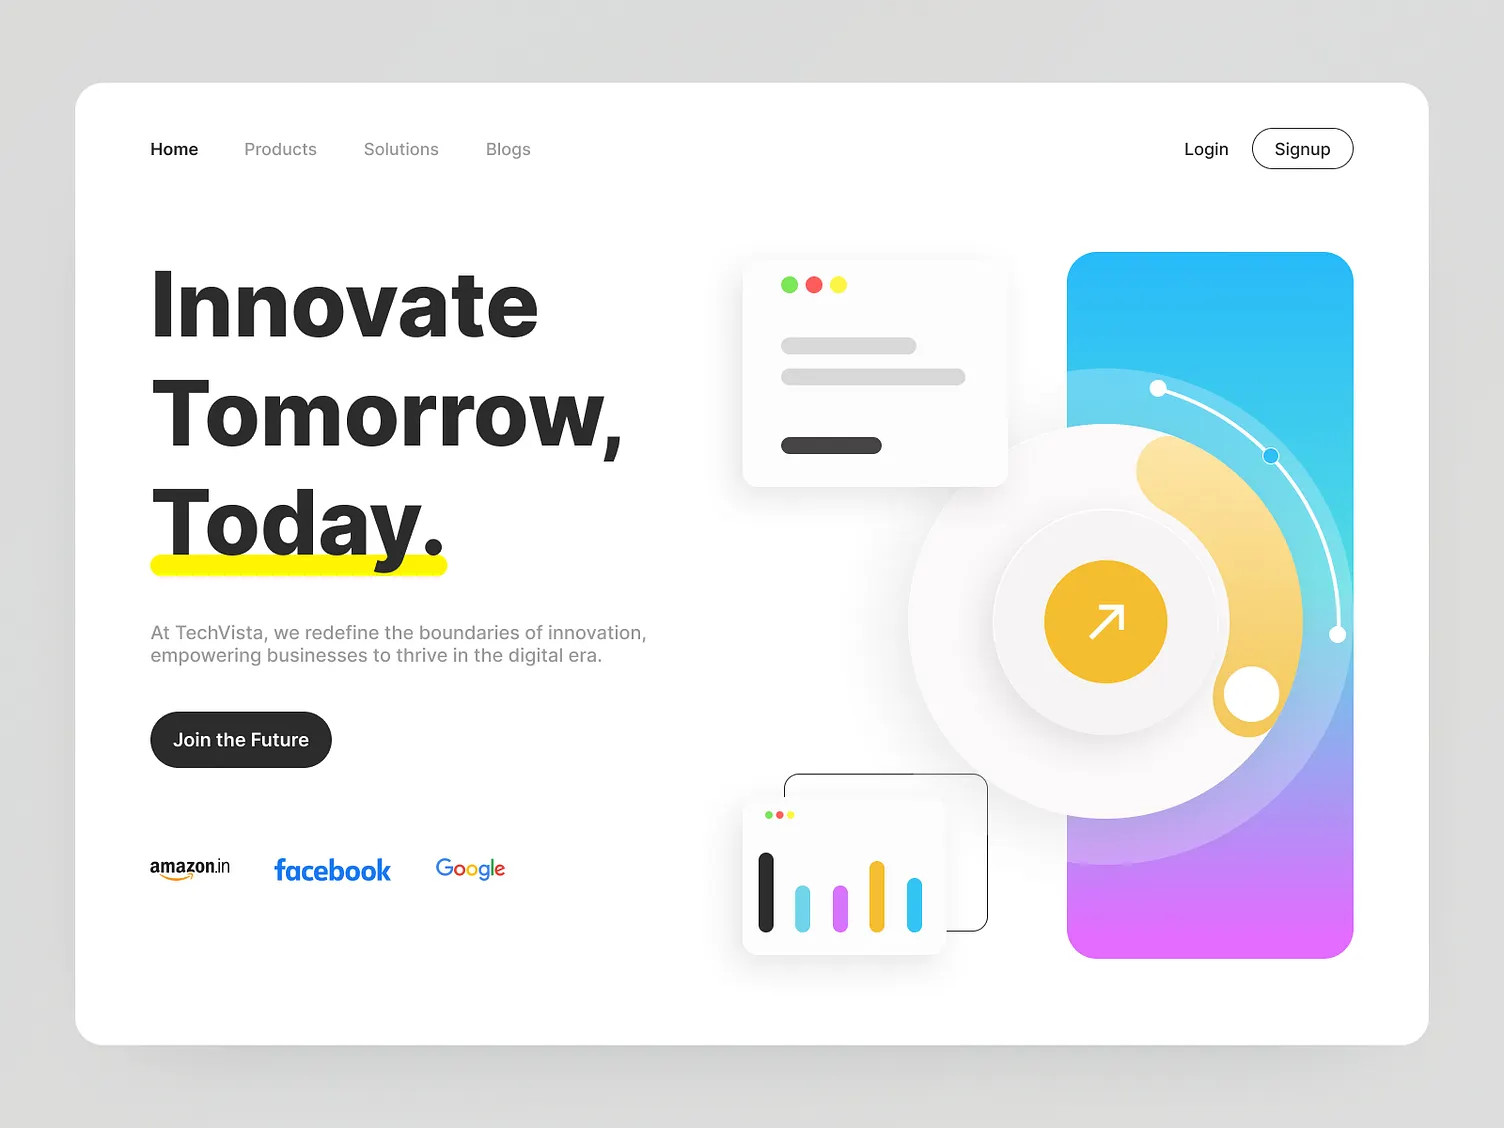 Home Products Solutions Blogs Login Signup
Innovate
Tomorrow,
Today.
At TechVista, we redefine the boundaries of innovation,
empowering businesses to thrive in the digital era.
Join the Future
amazon.in facebook Google